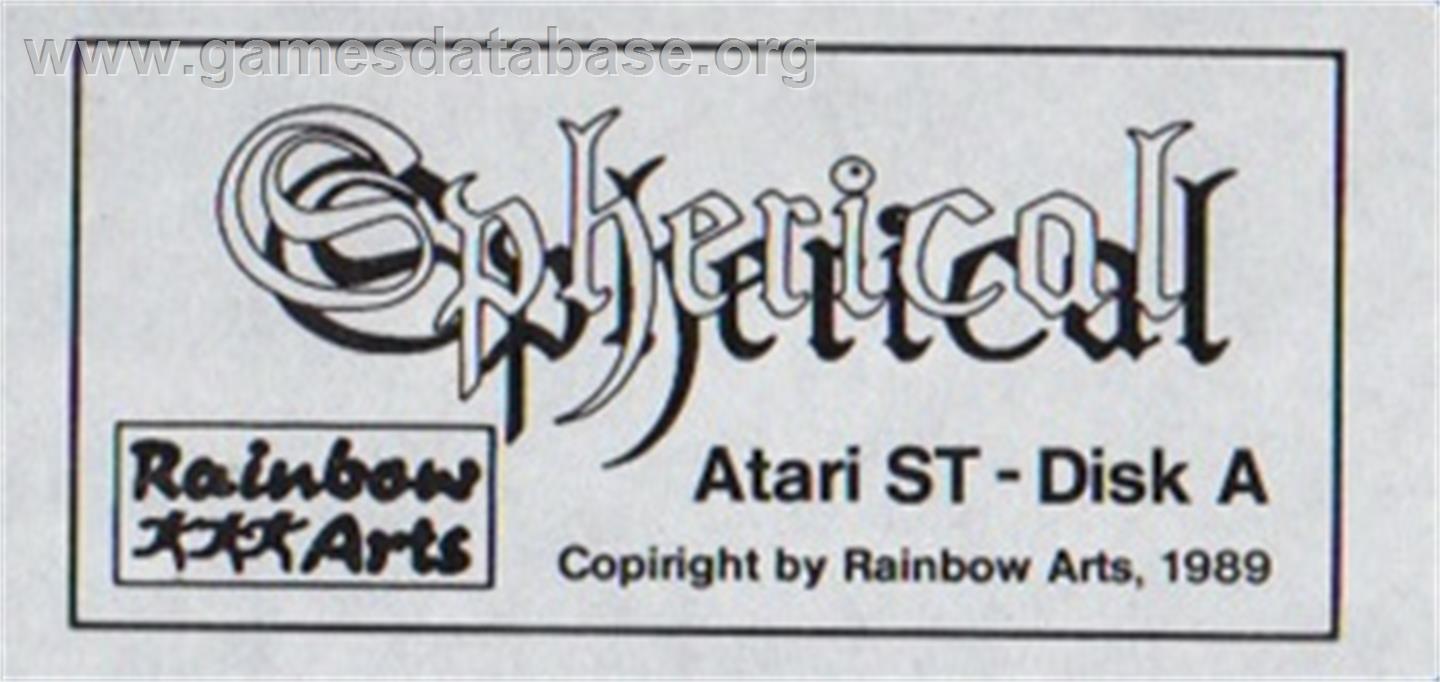 www.gamesdatabase.org
Spherical
Rainbow
Arts
Atari ST - Disk A
Copiright by Rainbow Arts, 1989